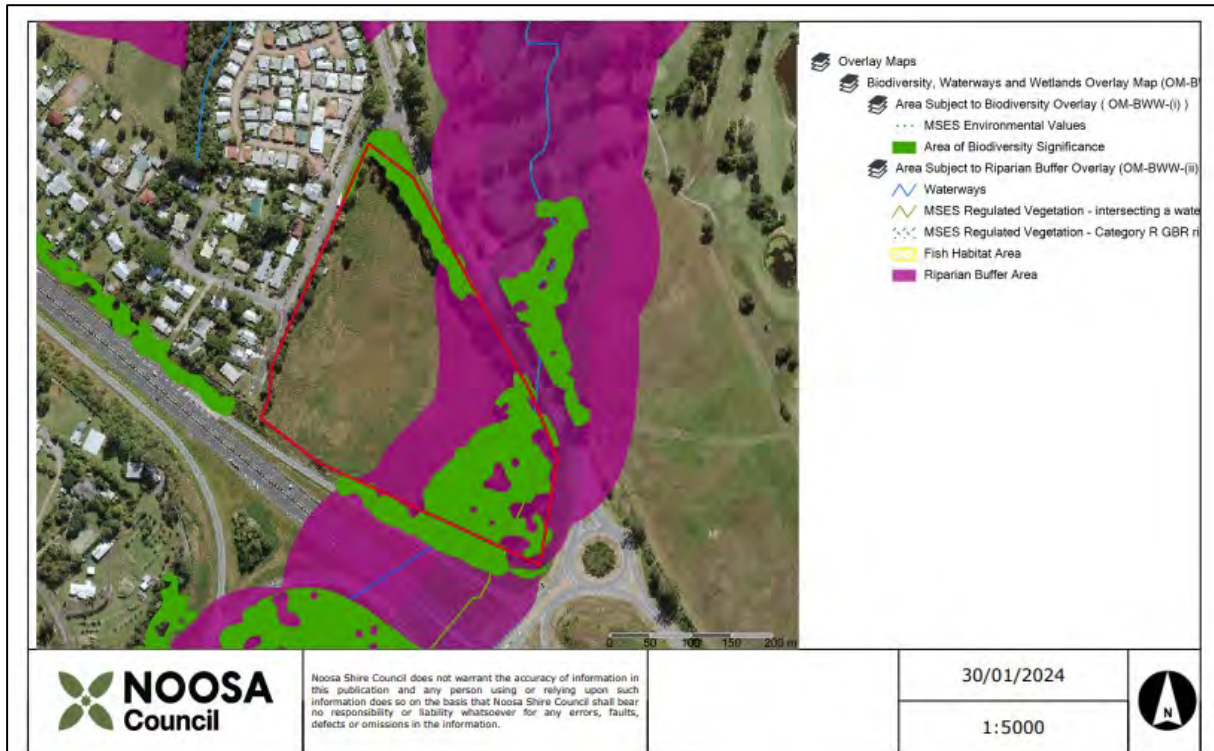 Overlay Maps
Biodiversity, Waterways and Wetlands Overlay Map (OM-B
Area Subject to Biodiversity Overlay ( OM-BWW-(i) )
MSES Environmental Values
Area of Biodiversity Significance
Area Subject to Riparian Buffer Overlay (OM-BWW-(ii)
Waterways
MSES Regulated Vegetation - intersecting a wate
MSES Regulated Vegetation - Category R GBR ri
Fish Habitat Area
Riparian Buffer Area
0 50 100 150 200 m
NOOSA
Council
Noosa Shire Council does not warrant the accuracy of information in
this publication and any person using or relying upon such
information does so on the basis that Noosa Shire Council shall bear
no responsibility or liability whatsoever for any errors, faults,
defects or omissions in the information.
30/01/2024
1:5000
N